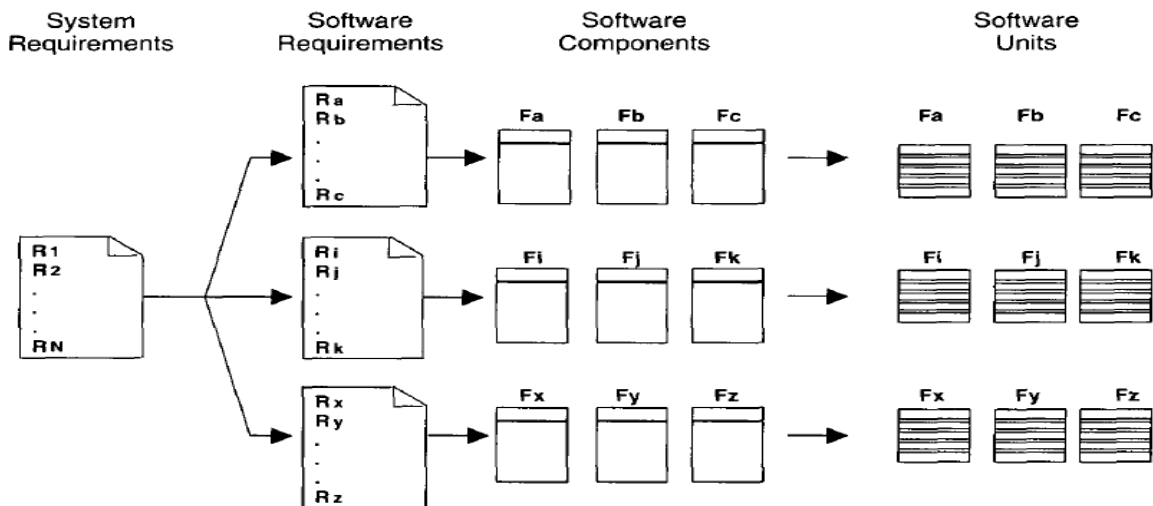 System
Requirements
Software
Requirements
Software
Components
Software
Units
Ra
Rb
.
.
.
Rc
Fa Fb Fc
Fa Fb Fc
R1
R2
.
.
.
RN
Ri
Rj
.
.
.
Rk
Fi Fj Fk
Fi Fj Fk
Rx
Ry
.
.
.
Rz
Fx Fy Fz
Fx Fy Fz